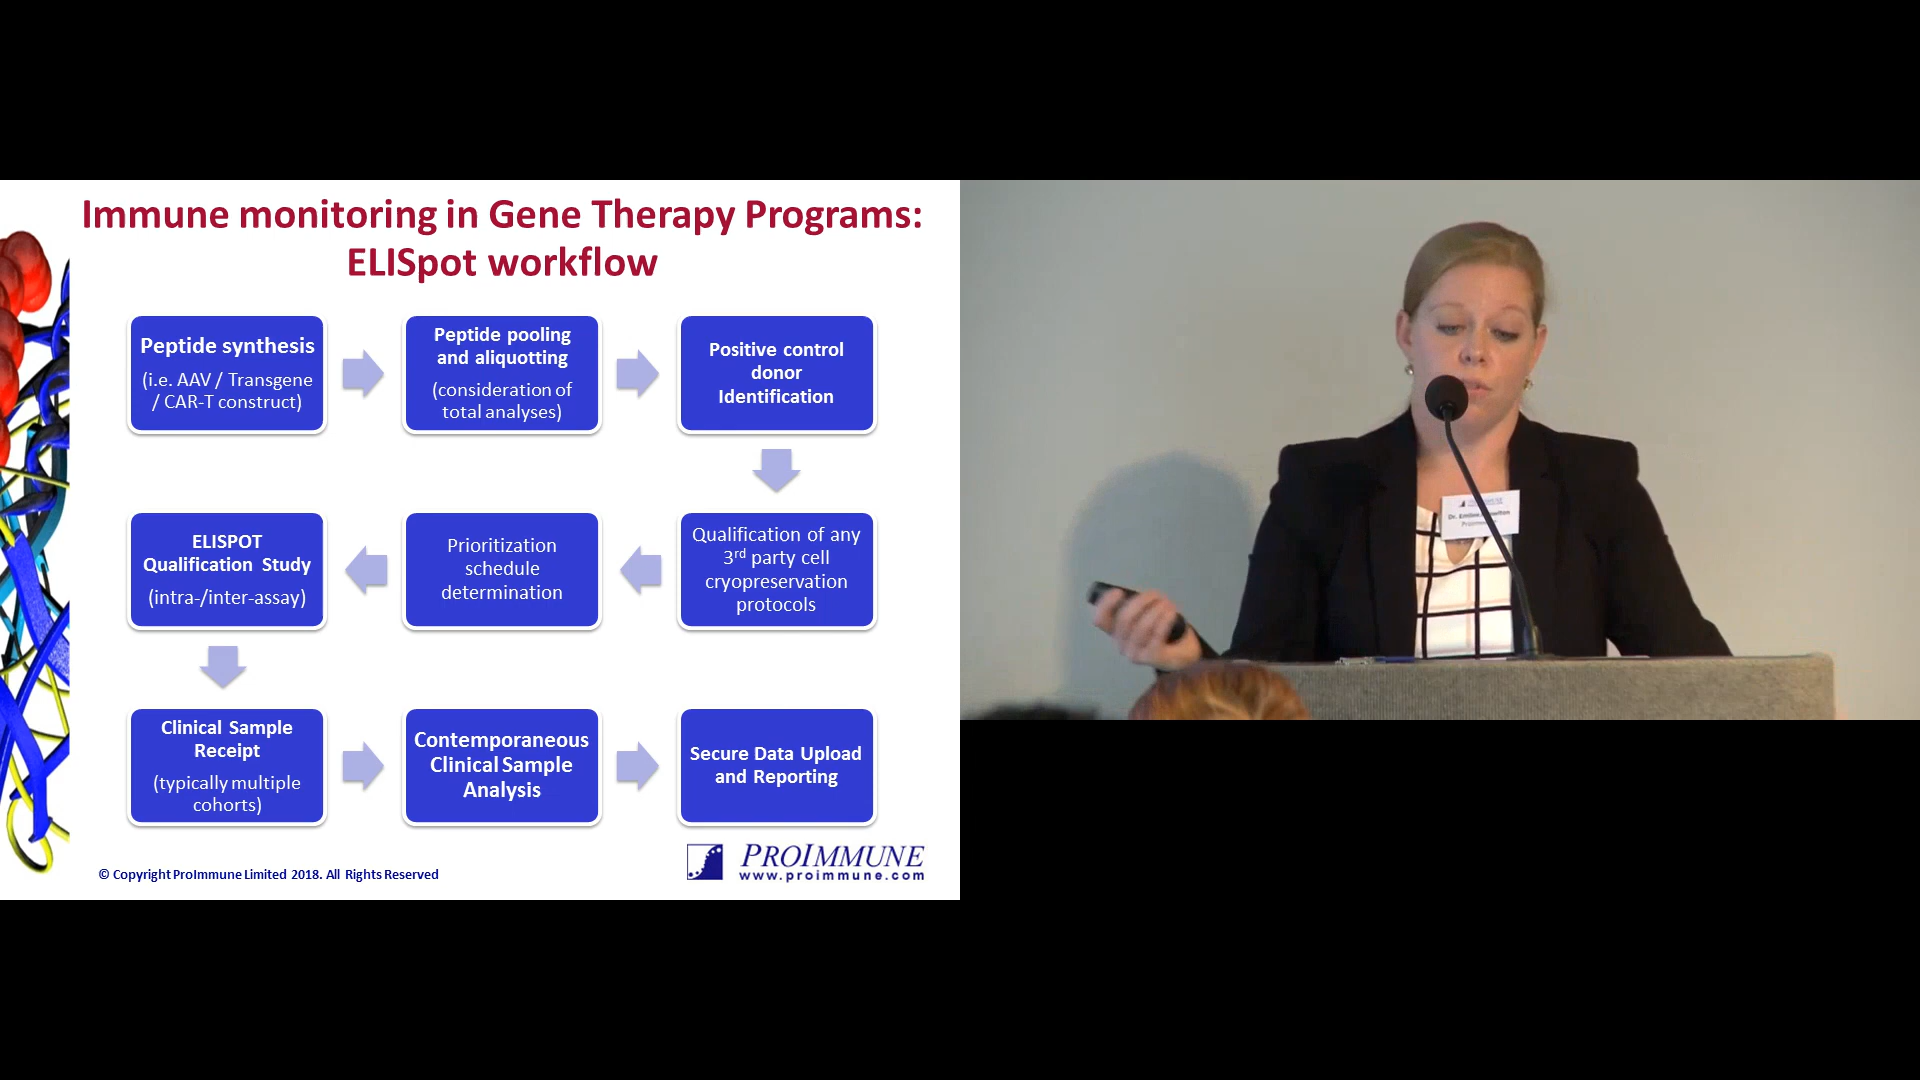 Immune monitoring in Gene Therapy Programs:
ELISpot workflow
Peptide synthesis
(i.e. AAV / Transgene
/ CAR-T construct)
Peptide pooling
and aliquotting
(consideration of
total analyses)
Positive control
donor
Identification
Qualification of any
3rd party cell
cryopreservation
protocols
Prioritization
schedule
determination
ELISPOT
Qualification Study
(intra-/inter-assay)
Clinical Sample
Receipt
(typically multiple
cohorts)
Contemporaneous
Clinical Sample
Analysis
Secure Data Upload
and Reporting
© Copyright ProImmune Limited 2018. All Rights Reserved
PROIMMUNE
www.proimmune.com
Dr.